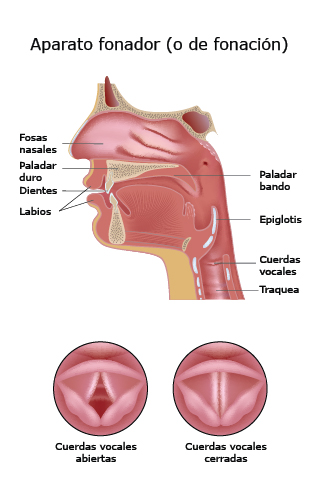 Aparato fonador (o de fonación)
Fosas
nasales
Paladar
duro
Dientes
Labios
Paladar
bando
Epiglotis
Cuerdas
vocales
Traquea
Cuerdas vocales
abiertas
Cuerdas vocales
cerradas